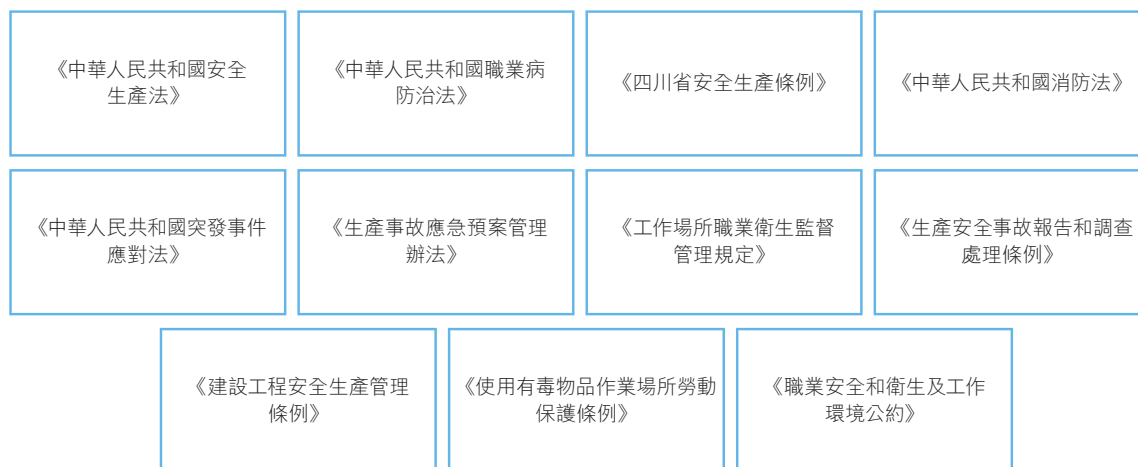 《中華人民共和國安全
生產法》
《中華人民共和國職業病
防治法》
《四川省安全生產條例》
《中華人民共和國消防法》
《中華人民共和國突發事件
應對法》
《生產事故應急預案管理
辦法》
《工作場所職業衛生監督
管理規定》
《生產安全事故報告和調查
處理條例》
《建設工程安全生產管理
條例》
《使用有毒物品作業場所勞動
保護條例》
《職業安全和衛生及工作
環境公約》